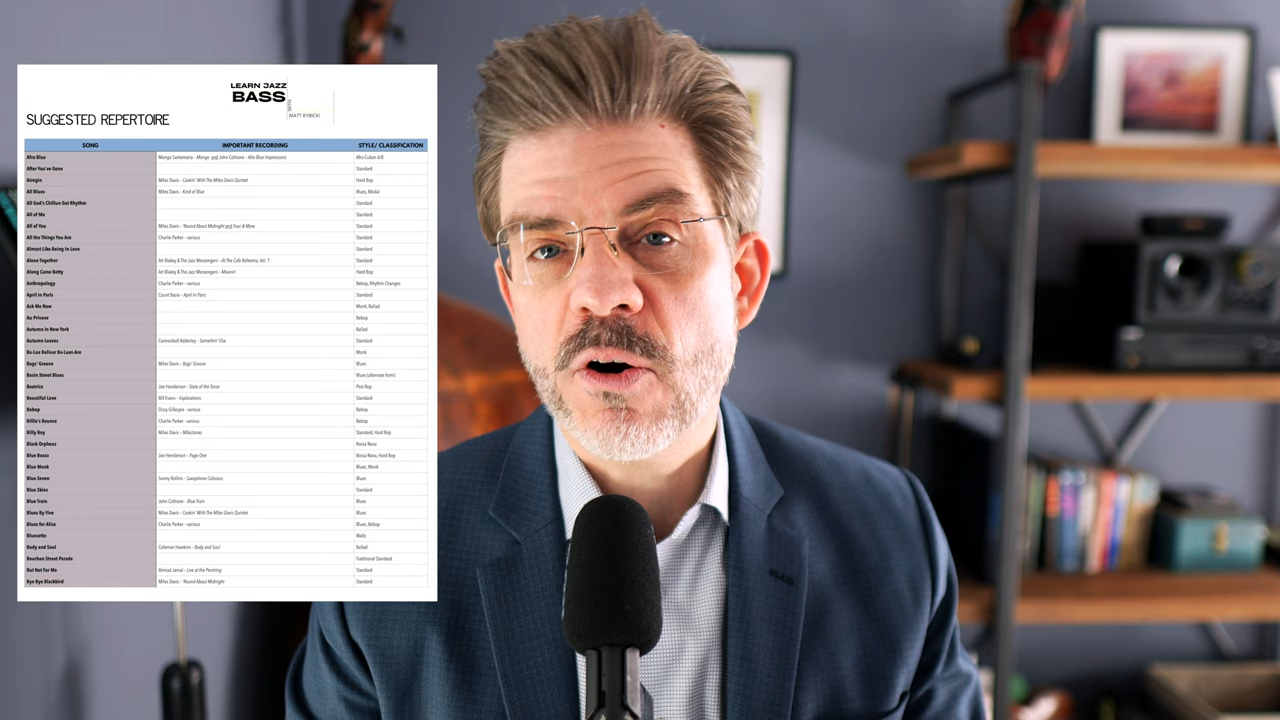 LEARN JAZZ
BASS
WITH
MATT RYBICKI
SUGGESTED REPERTOIRE
SONG IMPORTANT RECORDING STYLE/ CLASSIFICATION
Afro Blue Mongo Santamaria - Mongo and John Coltrane - Afro Blue Impressions Afro-Cuban 6/8
After You've Gone Standard
Airegin Miles Davis - Cookin' With The Miles Davis Quintet Hard Bop
All Blues Miles Davis - Kind of Blue Blues, Modal
All God's Chillun Got Rhythm Standard
All of Me Standard
All of You Miles Davis - 'Round About Midnight and Four & More Standard
All the Things You Are Charlie Parker - various Standard
Almost Like Being In Love Standard
Alone Together Art Blakey & The Jazz Messengers - At The Cafe Bohemia, Vol. 1 Standard
Along Came Betty Art Blakey & The Jazz Messengers - Moanin' Hard Bop
Anthropology Charlie Parker - various Bebop, Rhythm Changes
April in Paris Count Basie - April In Paris Standard
Ask Me Now Monk, Ballad
Au Privave Bebop
Autumn in New York Ballad
Autumn Leaves Cannonball Adderley - Somethin' Else Standard
Ba-Lue Bolivar Ba-Lues-Are Monk
Bags' Groove Miles Davis - Bags' Groove Blues
Basin Street Blues Blues (alternate form)
Beatrice Joe Henderson - State of the Tenor Post Bop
Beautiful Love Bill Evans - Explorations Standard
Bebop Dizzy Gillespie - various Bebop
Billie's Bounce Charlie Parker - various Bebop
Billy Boy Miles Davis - Milestones Standard, Hard Bop
Black Orpheus Bossa Nova
Blue Bossa Joe Henderson - Page One Bossa Nova, Hard Bop
Blue Monk Blues, Monk
Blue Seven Sonny Rollins - Saxophone Colossus Blues
Blue Skies Standard
Blue Train John Coltrane - Blue Train Blues
Blues By Five Miles Davis - Cookin' With The Miles Davis Quintet Blues
Blues for Alice Charlie Parker - various Blues, Bebop
Bluesette Waltz
Body and Soul Coleman Hawkins - Body and Soul Ballad
Bourbon Street Parade Traditional Standard
But Not For Me Ahmad Jamal - Live at the Pershing Standard
Bye Bye Blackbird Miles Davis - 'Round About Midnight Standard